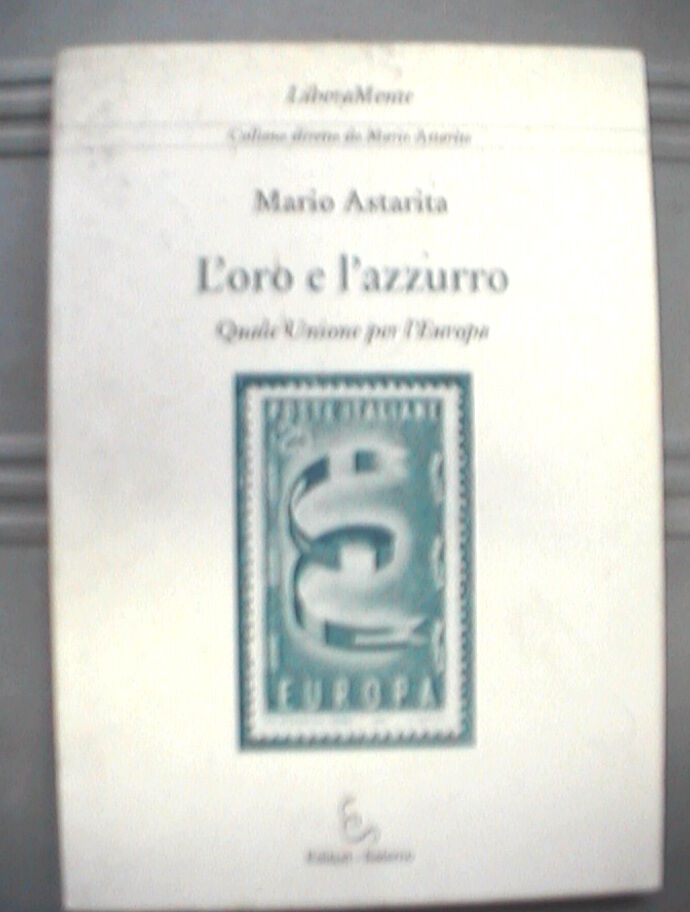 LiberaMente
Collana diretta da Mario Astarita
Mario Astarita
L'oro e l'azzurro
Quale Unione per l'Europa
POSTE ITALIANE
EUROPA